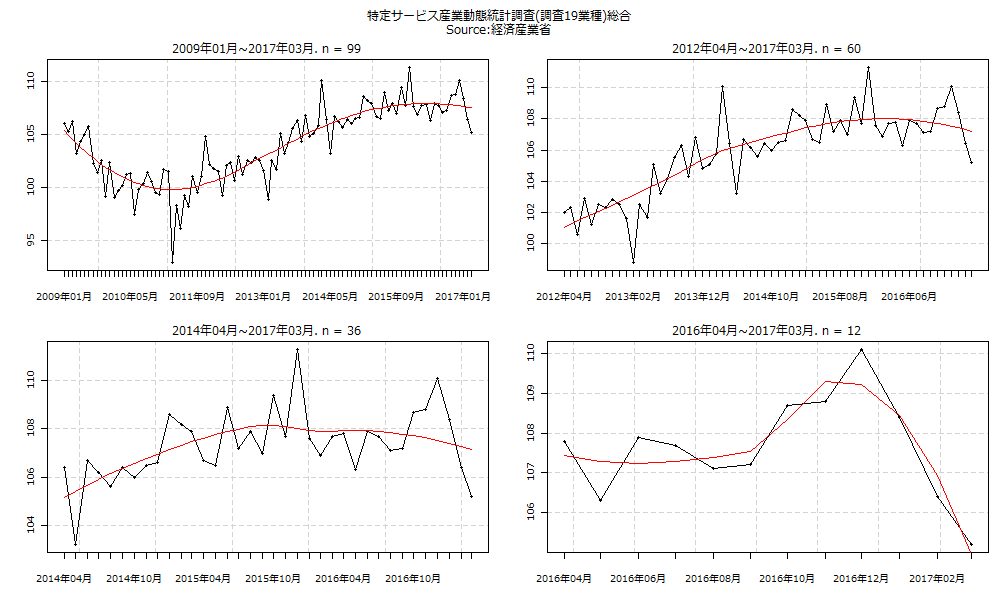 特定サービス産業動態統計調査(調査19業種)総合
Source:経済産業省
2009年01月~2017年03月. n = 99
110
105
100
95
2009年01月 2010年05月 2011年09月 2013年01月 2014年05月 2015年09月 2017年01月
2012年04月~2017年03月. n = 60
110
108
106
104
102
100
2012年04月 2013年02月 2013年12月 2014年10月 2015年08月 2016年06月
2014年04月~2017年03月. n = 36
110
108
106
104
2014年04月 2014年10月 2015年04月 2015年10月 2016年04月 2016年10月
2016年04月~2017年03月. n = 12
110
109
108
107
106
2016年04月 2016年06月 2016年08月 2016年10月 2016年12月 2017年02月